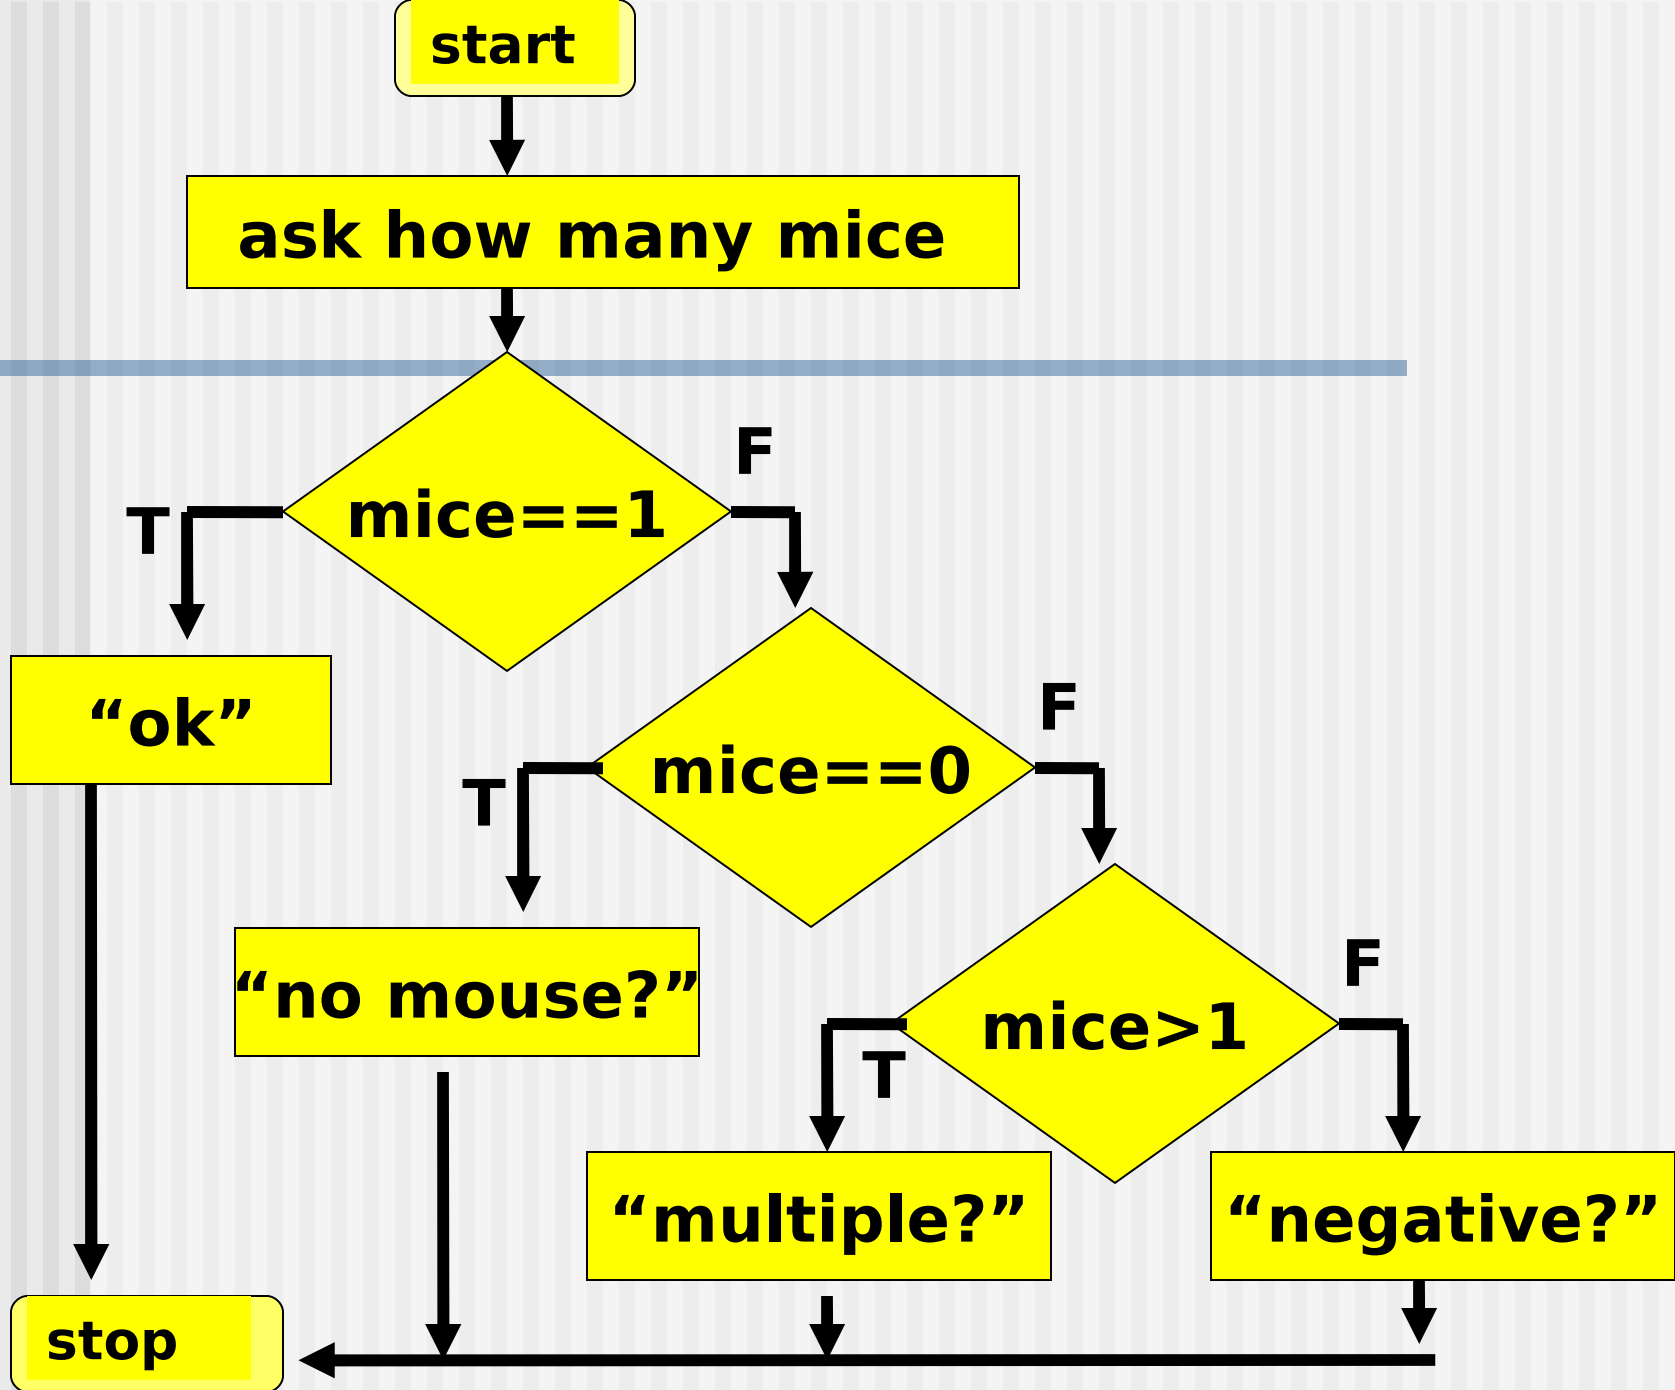 start
ask how many mice
mice==1
F
T
“ok”
mice==0
F
T
“no mouse?”
mice>1
F
T
“multiple?”
“negative?”
stop